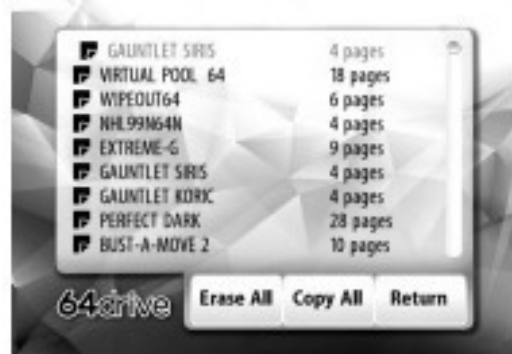 GAUNTLET SIRIS 4 pages
VIRTUAL POOL 64 18 pages
WIPEOUT64 6 pages
NHL99N64N 4 pages
EXTREME-G 9 pages
GAUNTLET SIRIS 4 pages
GAUNTLET KORIC 4 pages
PERFECT DARK 28 pages
BUST-A-MOVE 2 10 pages
64drive Erase All Copy All Return